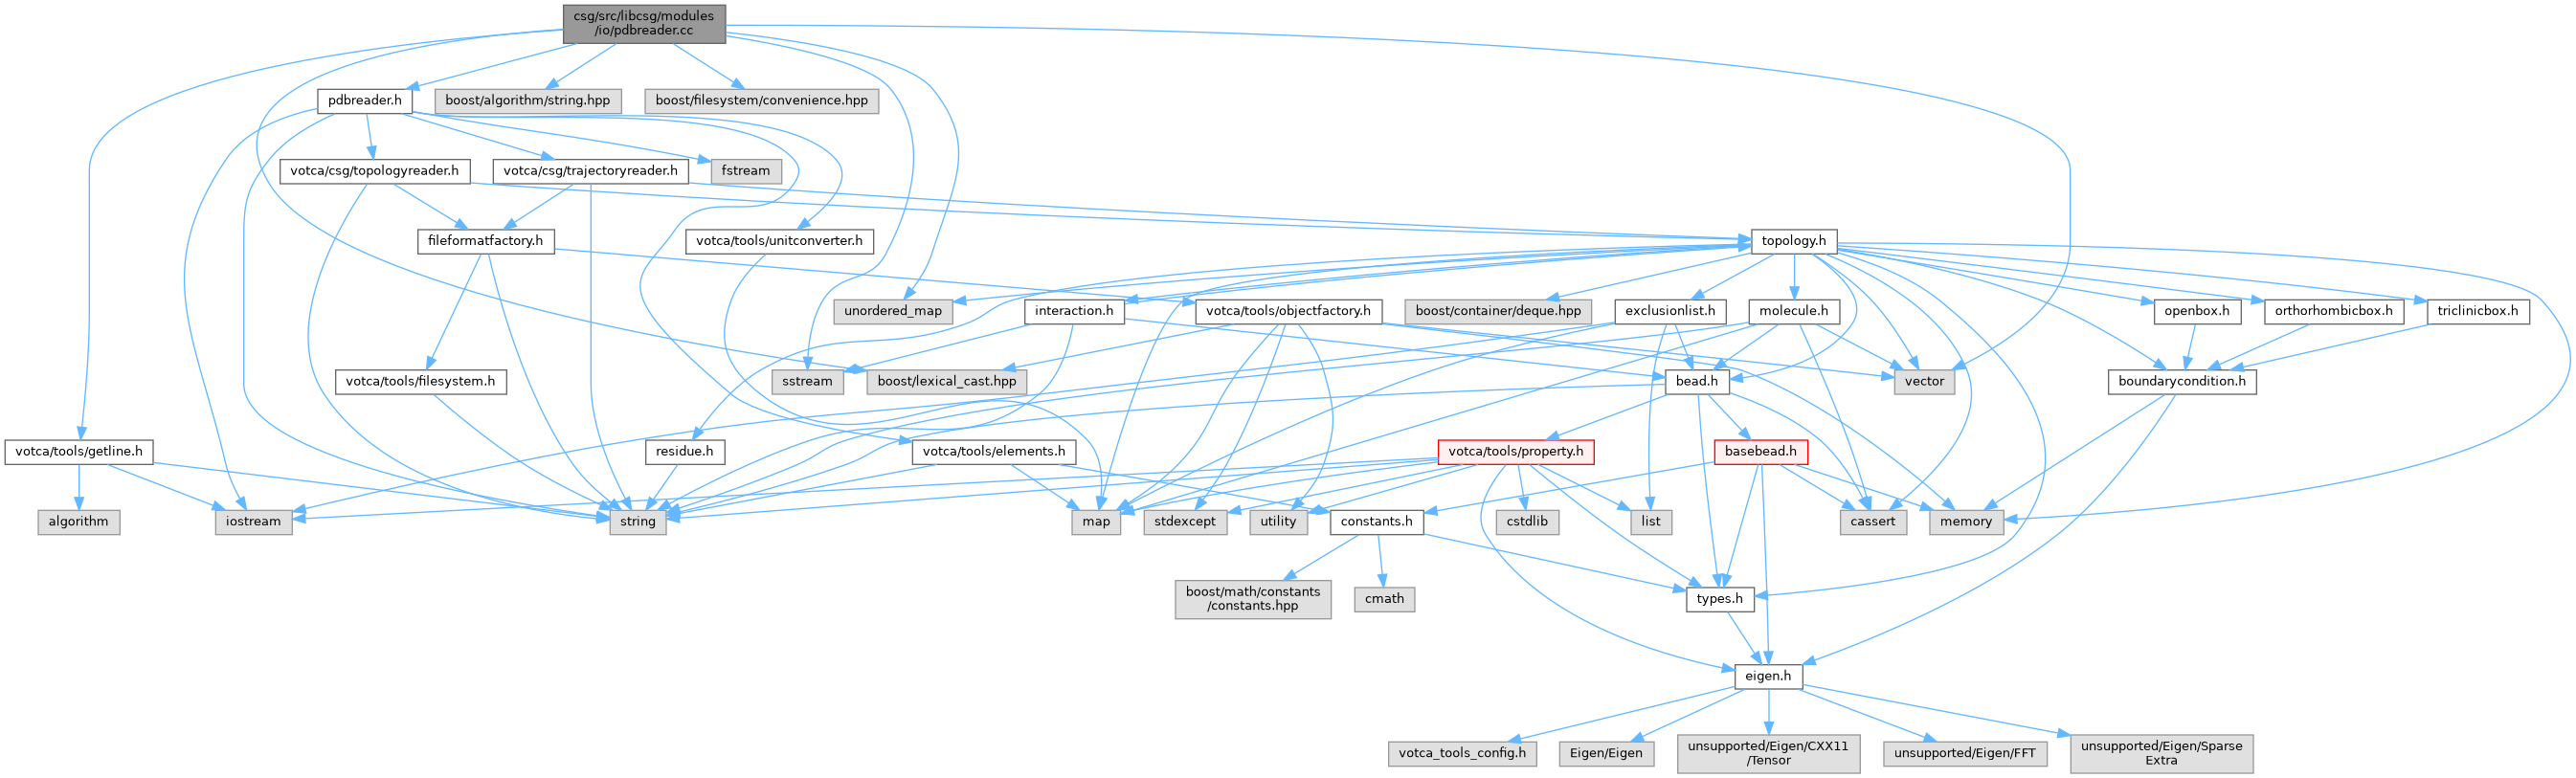 csg/src/libcsg/modules
/io/pdbreader.cc
pdbreader.h
boost/algorithm/string.hpp
boost/filesystem/convenience.hpp
votca/csg/topologyreader.h
votca/csg/trajectoryreader.h
fstream
fileformatfactory.h
votca/tools/unitconverter.h
topology.h
unordered_map
interaction.h
votca/tools/objectfactory.h
boost/container/deque.hpp
exclusionlist.h
molecule.h
openbox.h
orthorhombicbox.h
triclinicbox.h
votca/tools/filesystem.h
sstream
boost/lexical_cast.hpp
bead.h
vector
boundarycondition.h
votca/tools/getline.h
residue.h
votca/tools/elements.h
votca/tools/property.h
basebead.h
algorithm
iostream
string
map
stdexcept
utility
constants.h
cstdlib
list
cassert
memory
boost/math/constants
/constants.hpp
cmath
types.h
eigen.h
votca_tools_config.h
Eigen/Eigen
unsupported/Eigen/CXX11
/Tensor
unsupported/Eigen/FFT
unsupported/Eigen/Sparse
Extra